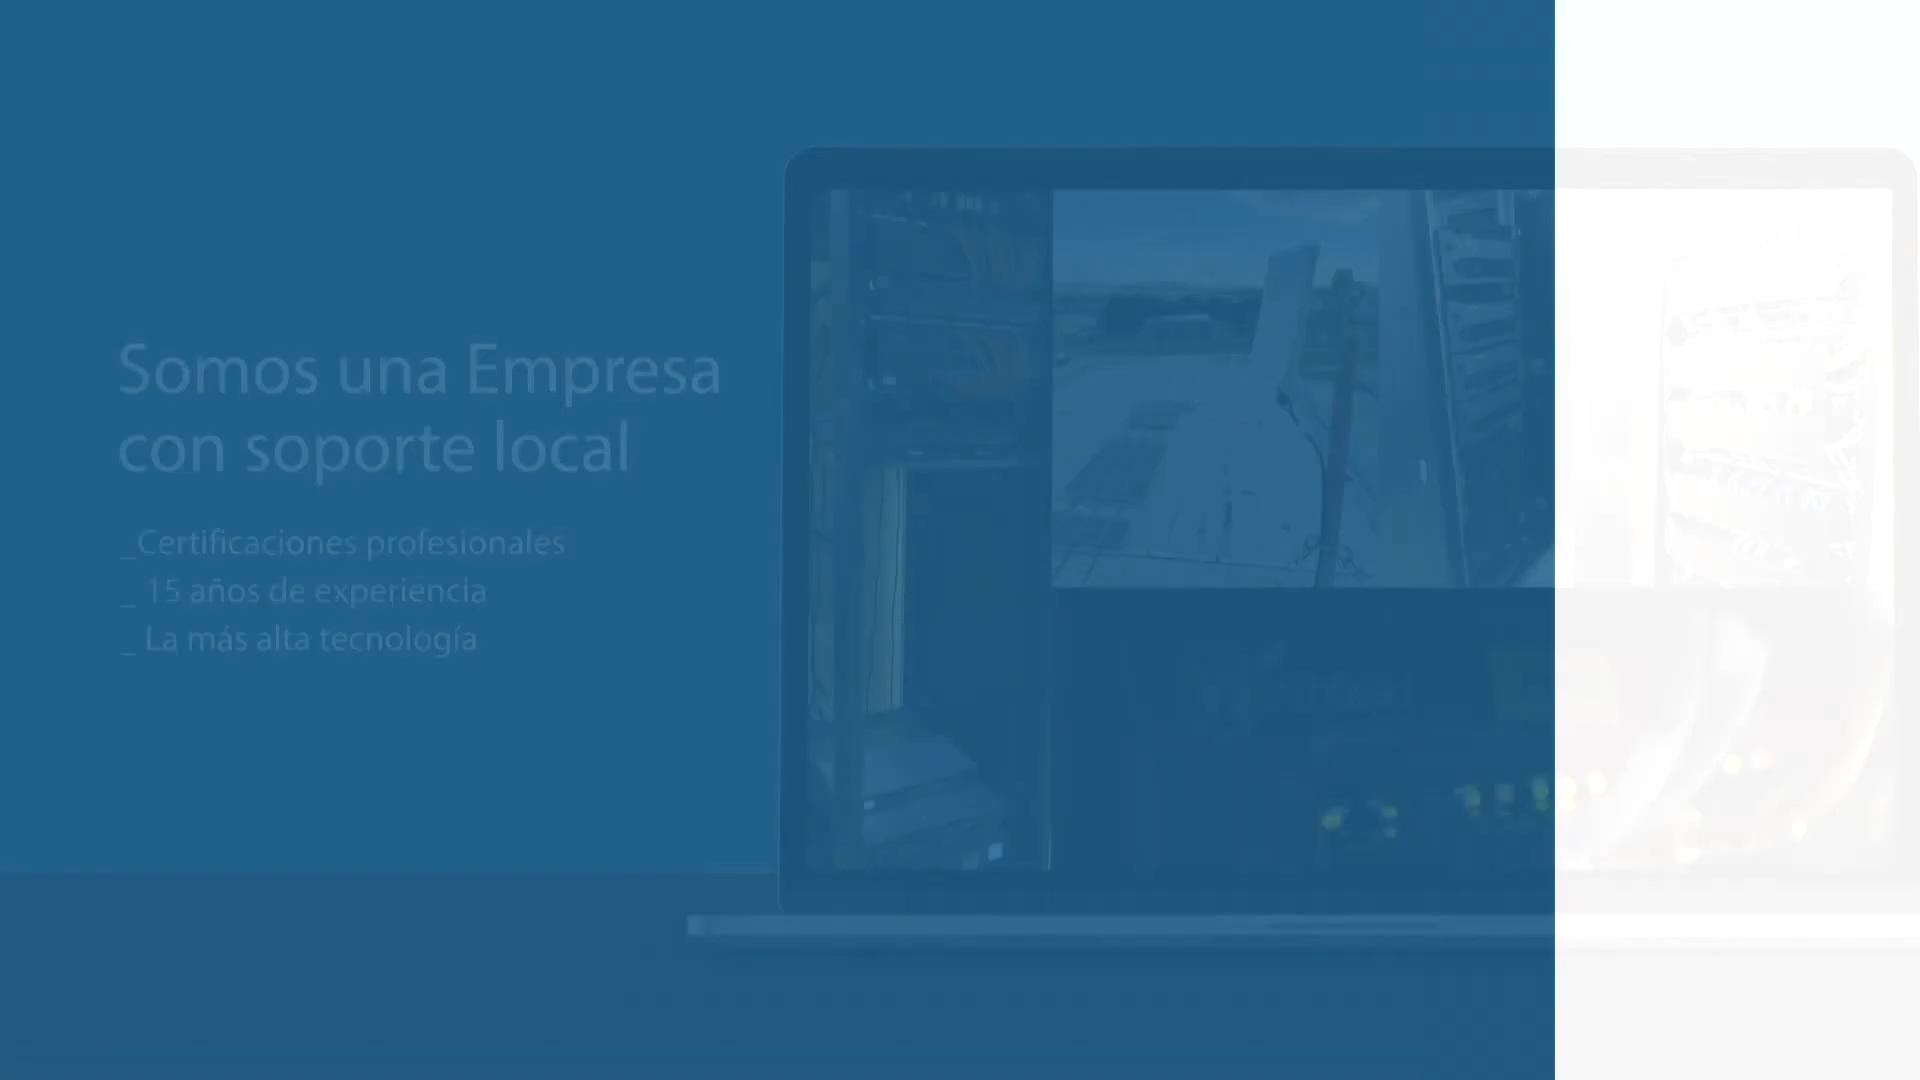 Somos una Empresa
con soporte local
_Certificaciones profesionales
_ 15 años de experiencia
_ La más alta tecnología